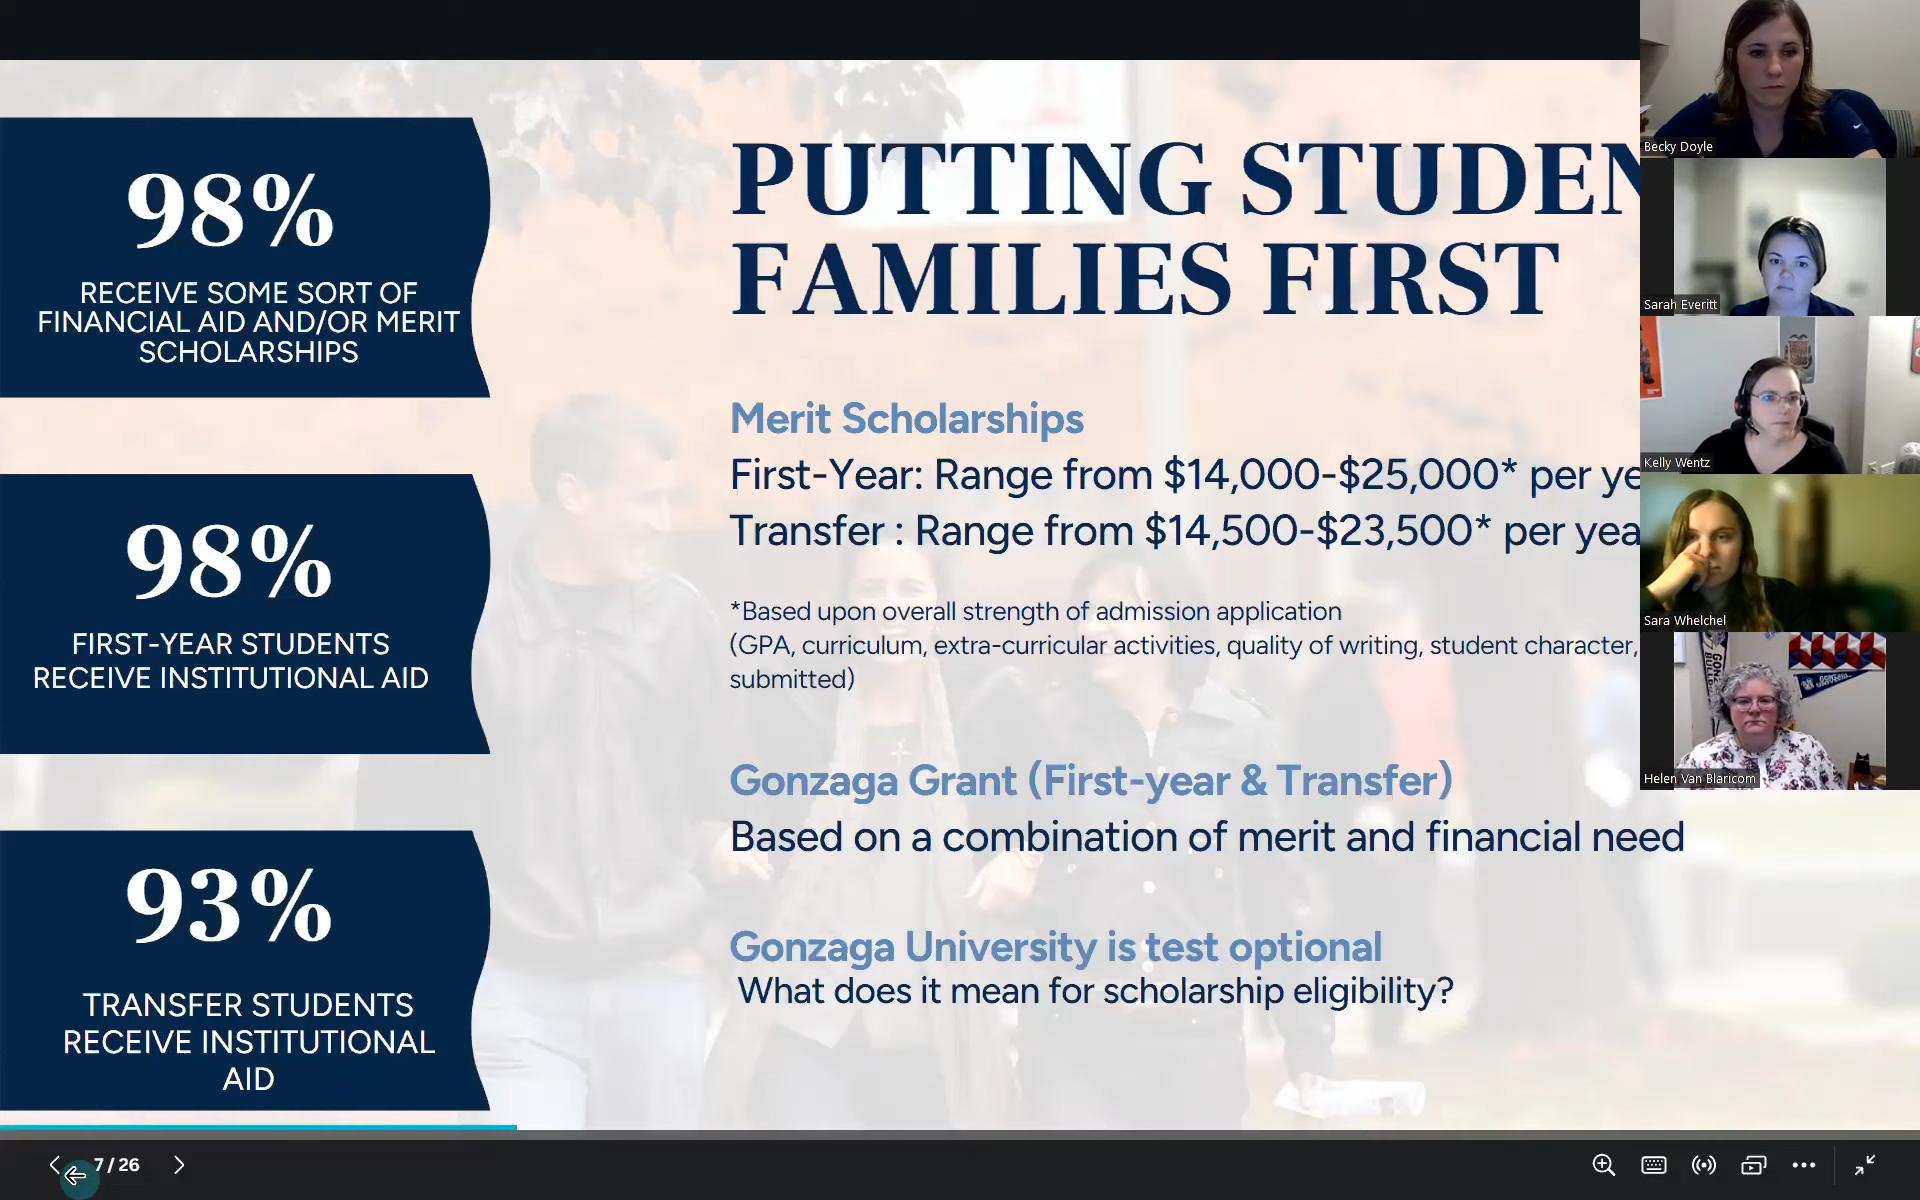 98%
RECEIVE SOME SORT OF
FINANCIAL AID AND/OR MERIT
SCHOLARSHIPS
98%
FIRST-YEAR STUDENTS
RECEIVE INSTITUTIONAL AID
93%
TRANSFER STUDENTS
RECEIVE INSTITUTIONAL
AID
PUTTING STUDEN
FAMILIES FIRST
Merit Scholarships
First-Year: Range from $14,000-$25,000* per ye
Transfer : Range from $14,500-$23,500* per yea
*Based upon overall strength of admission application
(GPA, curriculum, extra-curricular activities, quality of writing, student character,
submitted)
Gonzaga Grant (First-year & Transfer)
Based on a combination of merit and financial need
Gonzaga University is test optional
What does it mean for scholarship eligibility?
Becky Doyle
Sarah Everitt
Kelly Wentz
Sara Whelchel
GONZAGA
UNIVERSITY
Helen Van Blaricom
7 / 26